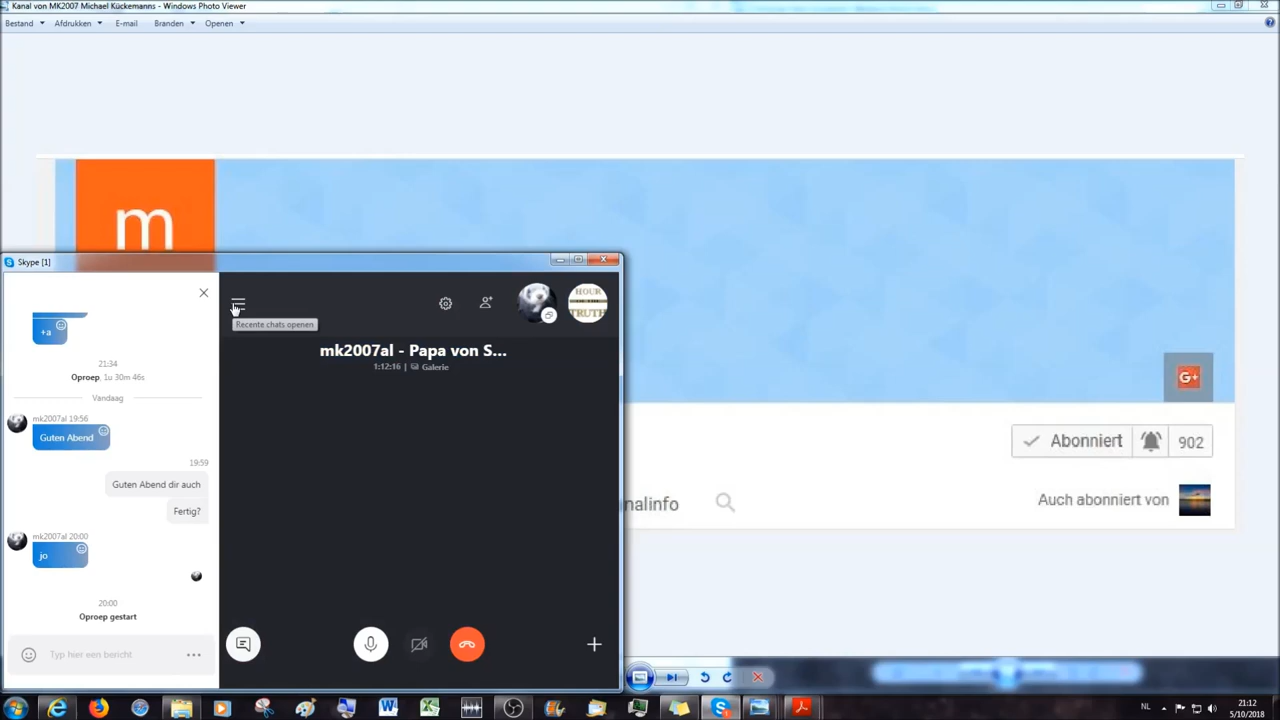 Kanal von MK2007 Michael Kückemanns - Windows Photo Viewer
Bestand Afdrukken E-mail Branden Openen
m
Skype [1]
+a
21:34
Oproep, 1u 30m 46s
Vandaag
mk2007al 19:56
Guten Abend
19:59
Guten Abend dir auch
Fertig?
mk2007al 20:00
jo
20:00
Oproep gestart
Typ hier een bericht
Recente chats openen
HOUR
TRUTH
mk2007al - Papa von S...
1:12:16 | Galerie
G+
Abonniert 902
nalinfo
Auch abonniert von
NL
21:12
5/10/2018